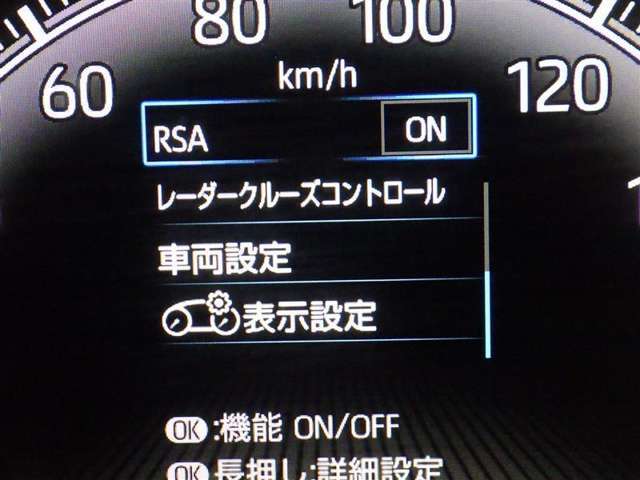 80 100
60 km/h 120
RSA ON
レーダークルーズコントロール
車両設定
表示設定
OK:機能 ON/OFF
OK長押し:詳細設定